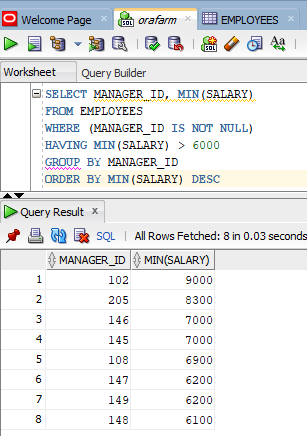 Welcome Page orafarm EMPLOYEES
SQL Aa
Worksheet Query Builder
SELECT MANAGER_ID, MIN(SALARY)
FROM EMPLOYEES
WHERE (MANAGER_ID IS NOT NULL)
HAVING MIN(SALARY) > 6000
GROUP BY MANAGER_ID
ORDER BY MIN(SALARY) DESC
Query Result x
SQL | All Rows Fetched: 8 in 0.03 seconds
MANAGER_ID MIN(SALARY)
1 102 9000
2 205 8300
3 146 7000
4 145 7000
5 108 6900
6 147 6200
7 149 6200
8 148 6100